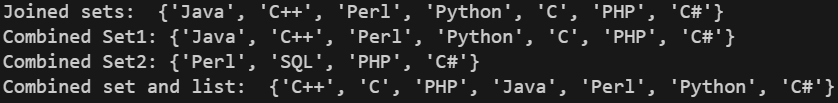 Joined sets:  {'Java', 'C++', 'Perl', 'Python', 'C', 'PHP', 'C#'}
Combined Set1: {'Java', 'C++', 'Perl', 'Python', 'C', 'PHP', 'C#'}
Combined Set2: {'Perl', 'SQL', 'PHP', 'C#'}
Combined set and list:  {'C++', 'C', 'PHP', 'Java', 'Perl', 'Python', 'C#'}